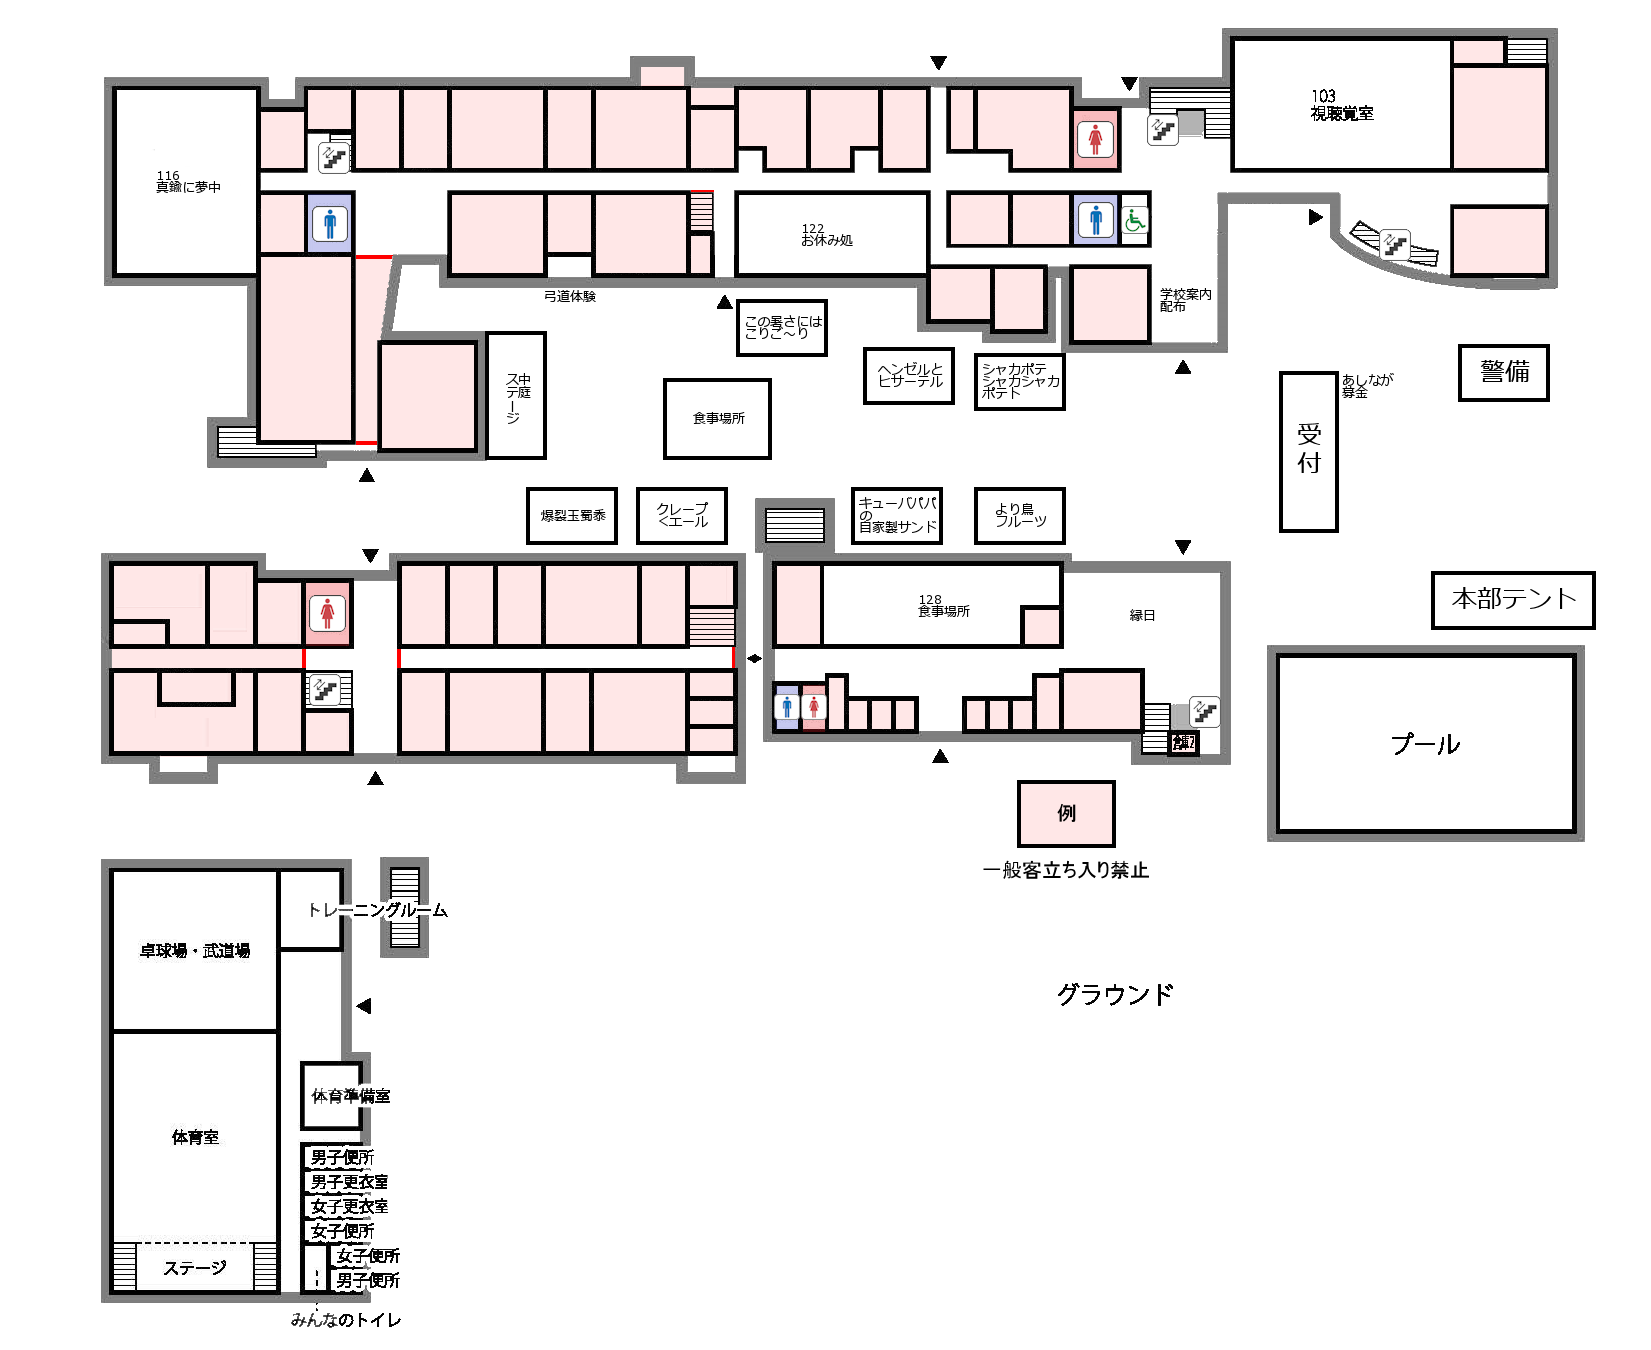 103
視聴覚室
116
真鍮に夢中
122
お休み処
弓道体験
学校案内
配布
この暑さには
こりご~り
ヘンゼルと
ヒサーテル
シャカポテ
シャカシャカ
ポテト
警備
あしなが
募金
中庭
ステージ
食事場所
受付
爆裂玉蜀黍
クレープ
<エール
キューバパパ
の
自家製サンド
より鳥
フルーツ
本部テント
128
食事場所
縁日
プール
例
一般客立ち入り禁止
トレーニングルーム
卓球場・武道場
グラウンド
体育準備室
体育室
男子便所
男子更衣室
女子更衣室
女子便所
女子便所
ステージ
男子便所
みんなのトイレ